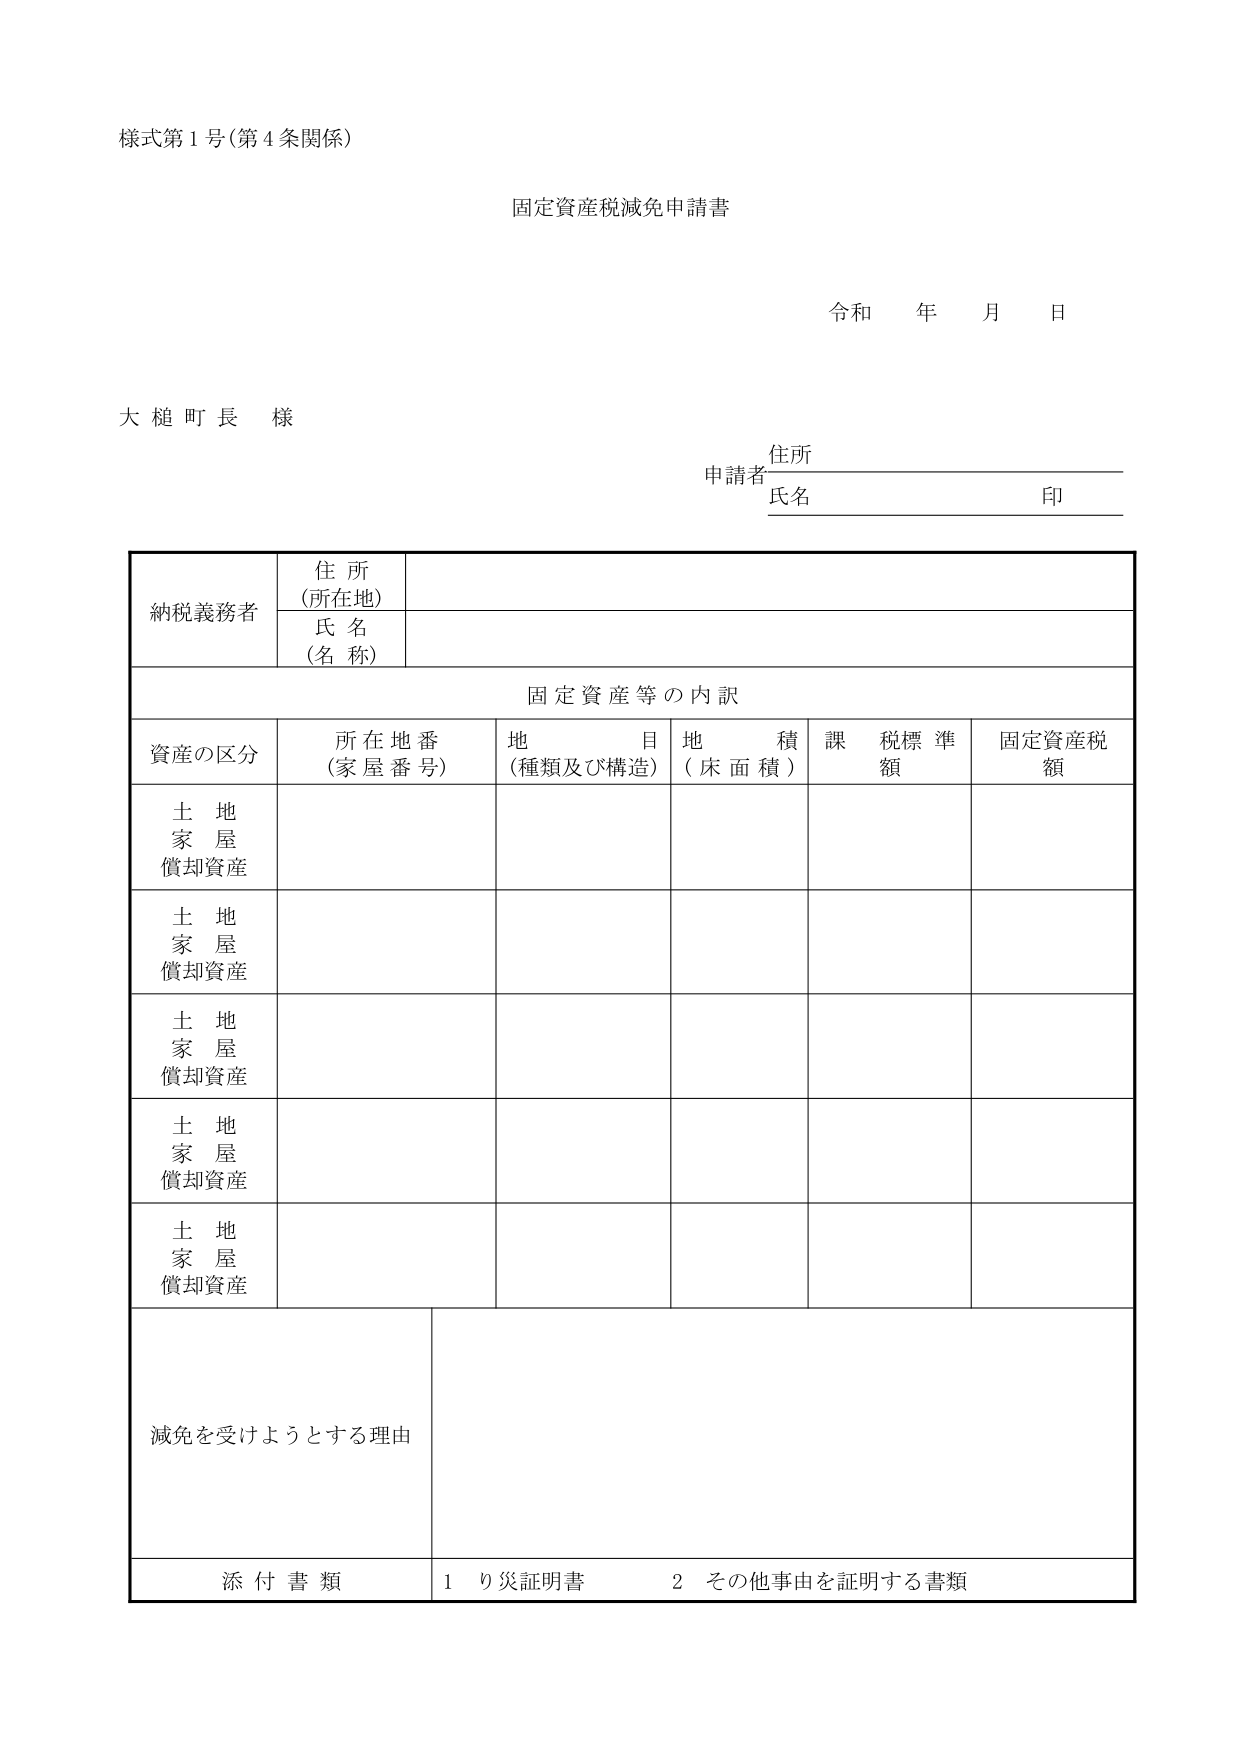 様式第1号(第4条関係)
固定資産税減免申請書
令和　　年　　月　　日
大 槌 町 長　様
申請者
住所
氏名　　　　　　　　　　印
納税義務者
住 所
(所在地)
氏 名
(名 称)
固 定 資 産 等 の 内 訳
資産の区分
所 在 地 番
(家 屋 番 号)
地　　　　　目
(種類及び構造)
地　　　積
( 床 面 積 )
課　税標 準
額
固定資産税
額
土　地
家　屋
償却資産
土　地
家　屋
償却資産
土　地
家　屋
償却資産
土　地
家　屋
償却資産
土　地
家　屋
償却資産
減免を受けようとする理由
添 付 書 類
1　り災証明書　　　　2　その他事由を証明する書類